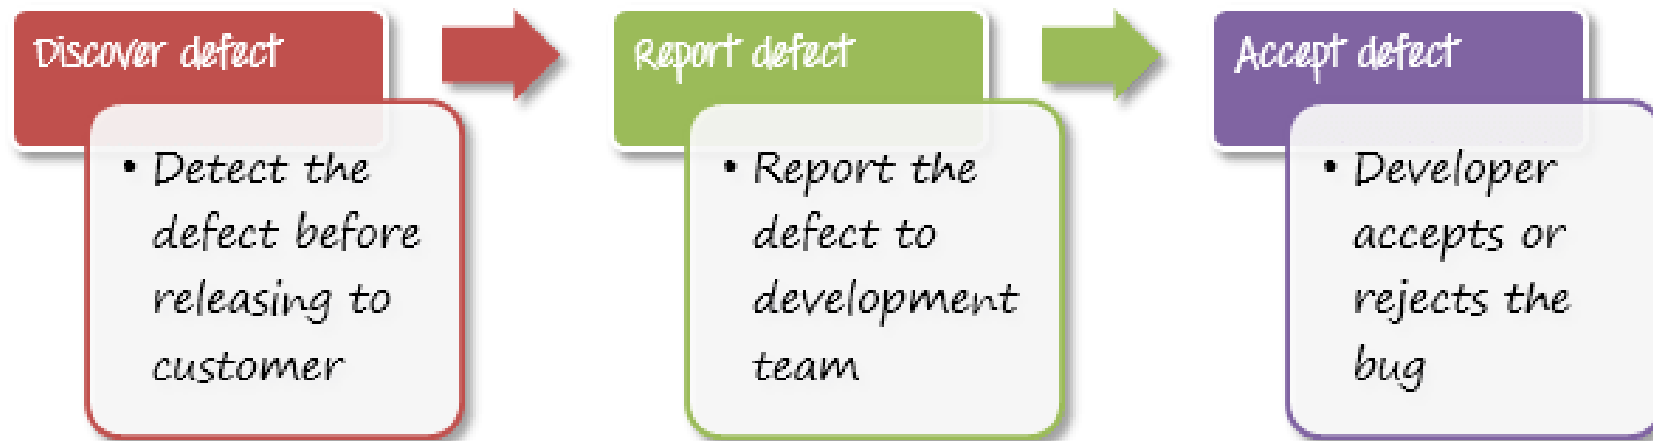 Discover defect
• Detect the
defect before
releasing to
customer
Report defect
• Report the
defect to
development
team
Accept defect
• Developer
accepts or
rejects the
bug